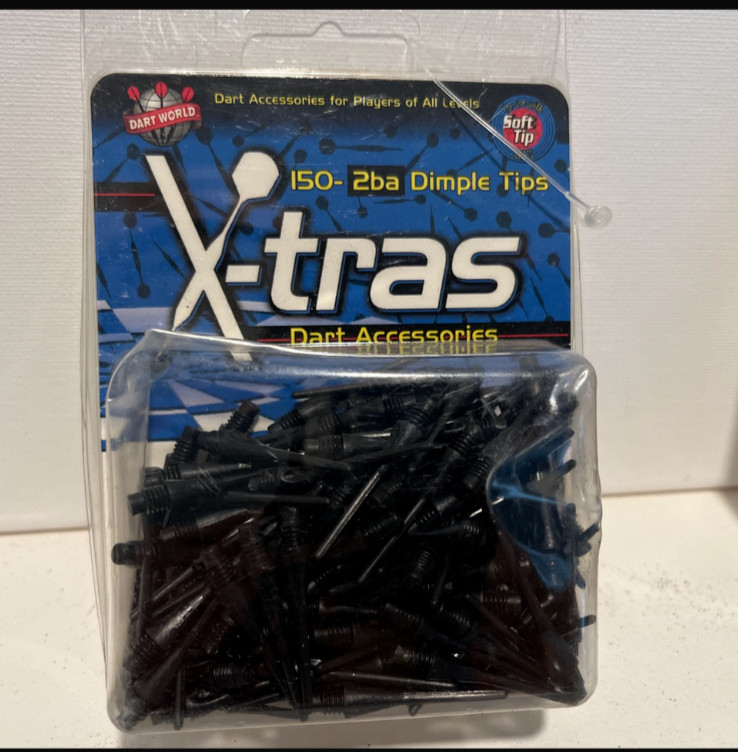 Dart Accessories for Players of All Levels
DART WORLD
Soft
Tip
150- 2ba Dimple Tips
X-tras
Dart Accessories